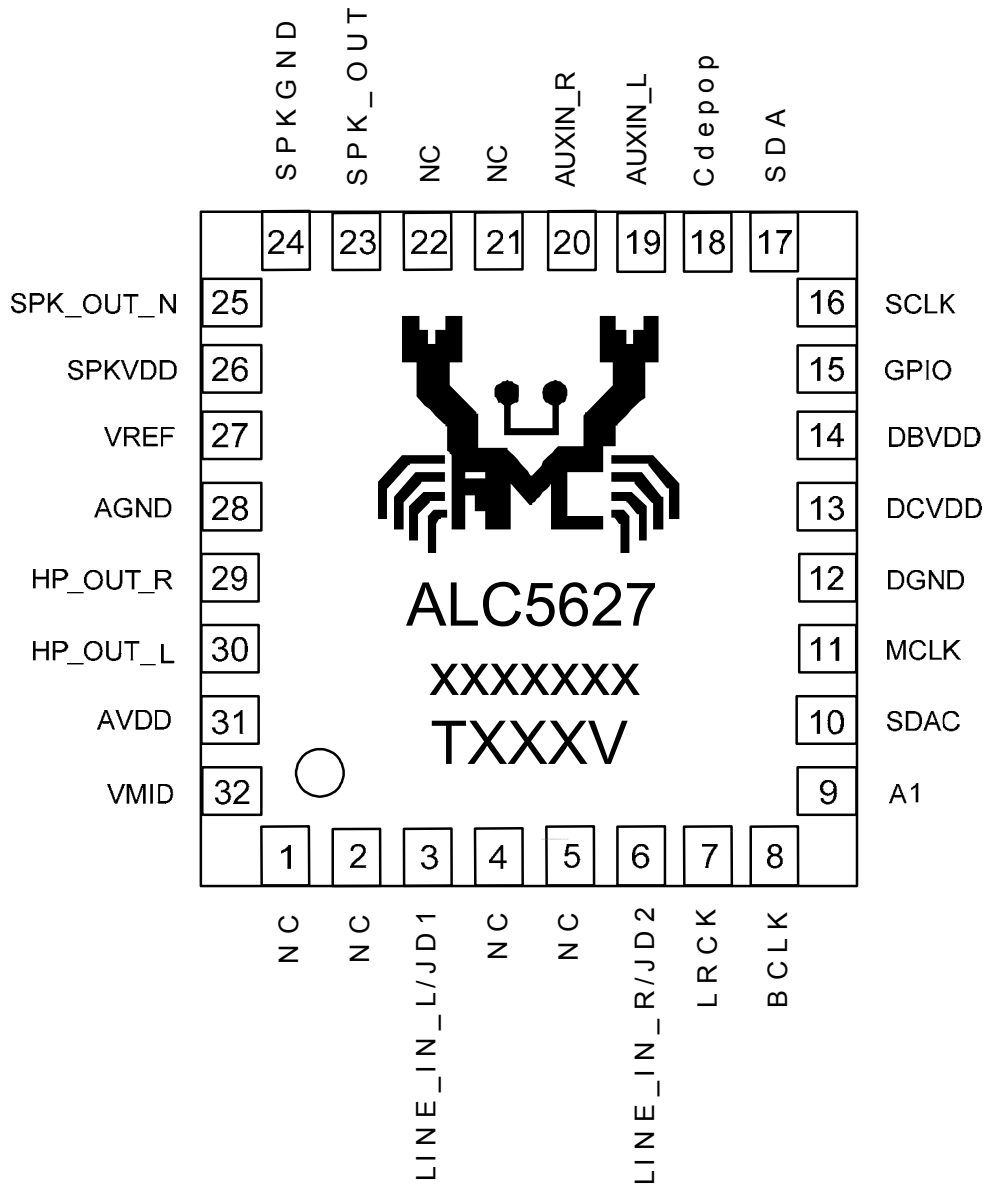 SPKGND
SPK_OUT
NC
NC
AUXIN_R
AUXIN_L
Cdepop
SDA
24
23
22
21
20
19
18
17
SPK_OUT_N
25
16
SCLK
SPKVDD
26
15
GPIO
VREF
27
14
DBVDD
AGND
28
13
DCVDD
AMC
HP_OUT_R
29
12
DGND
ALC5627
HP_OUT_L
30
11
MCLK
XXXXXXX
AVDD
31
10
SDAC
TXXXV
VMID
32
9
A1
1
2
3
4
5
6
7
8
NC
NC
LINE_IN_L/JD1
NC
NC
LINE_IN_R/JD2
LRCK
BCLK